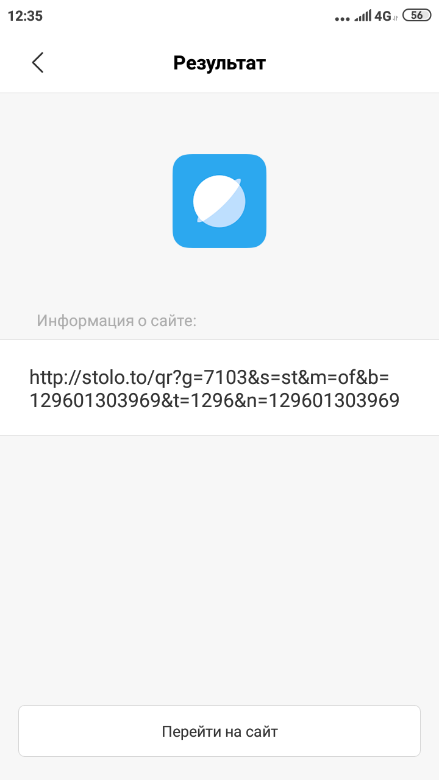 12:35
4G
56
Результат
Информация о сайте:
http://stolo.to/qr?g=7103&s=st&m=of&b=
129601303969&t=1296&n=129601303969
Перейти на сайт